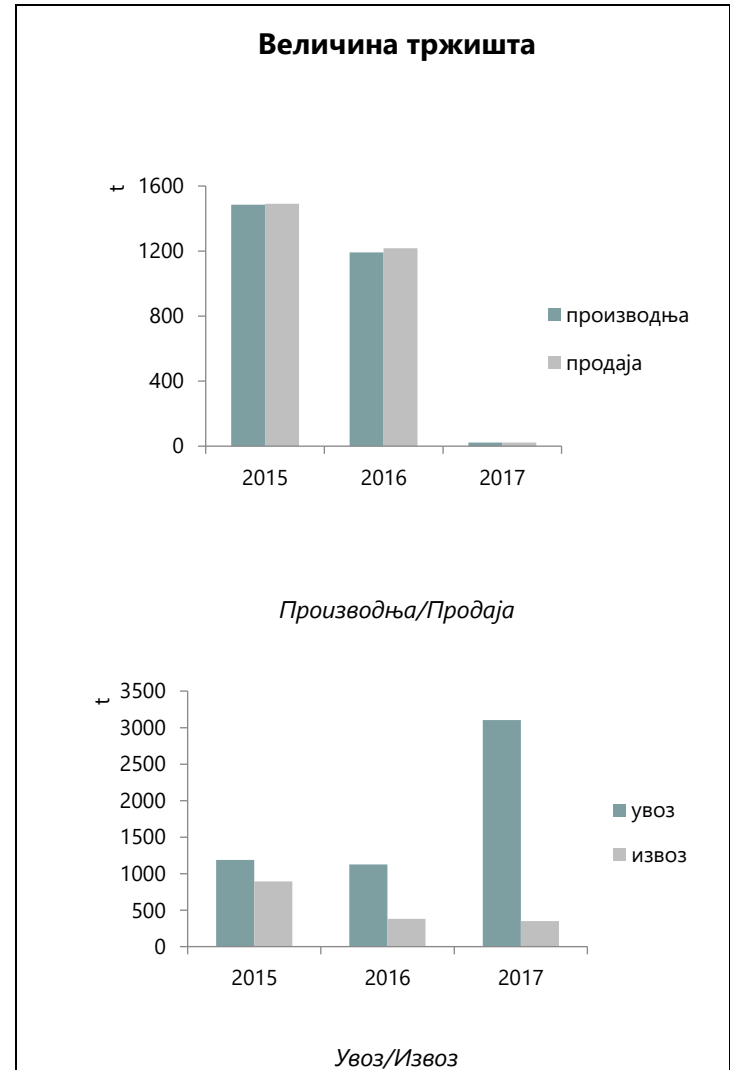 Величина тржишта
t
1600
1200
800
400
0
2015 2016 2017
производња
продаја
Производња/Продаја
t
3500
3000
2500
2000
1500
1000
500
0
2015 2016 2017
увоз
извоз
Увоз/Извоз